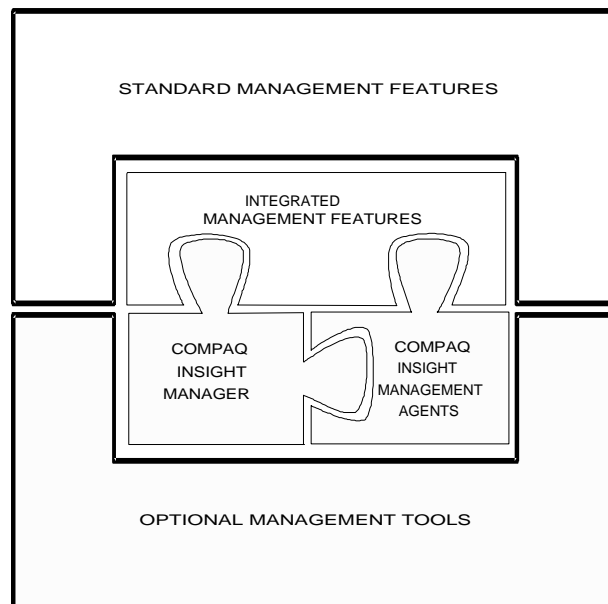 STANDARD MANAGEMENT FEATURES
INTEGRATED
MANAGEMENT FEATURES
COMPAQ
INSIGHT
MANAGER
COMPAQ
INSIGHT
MANAGEMENT
AGENTS
OPTIONAL MANAGEMENT TOOLS